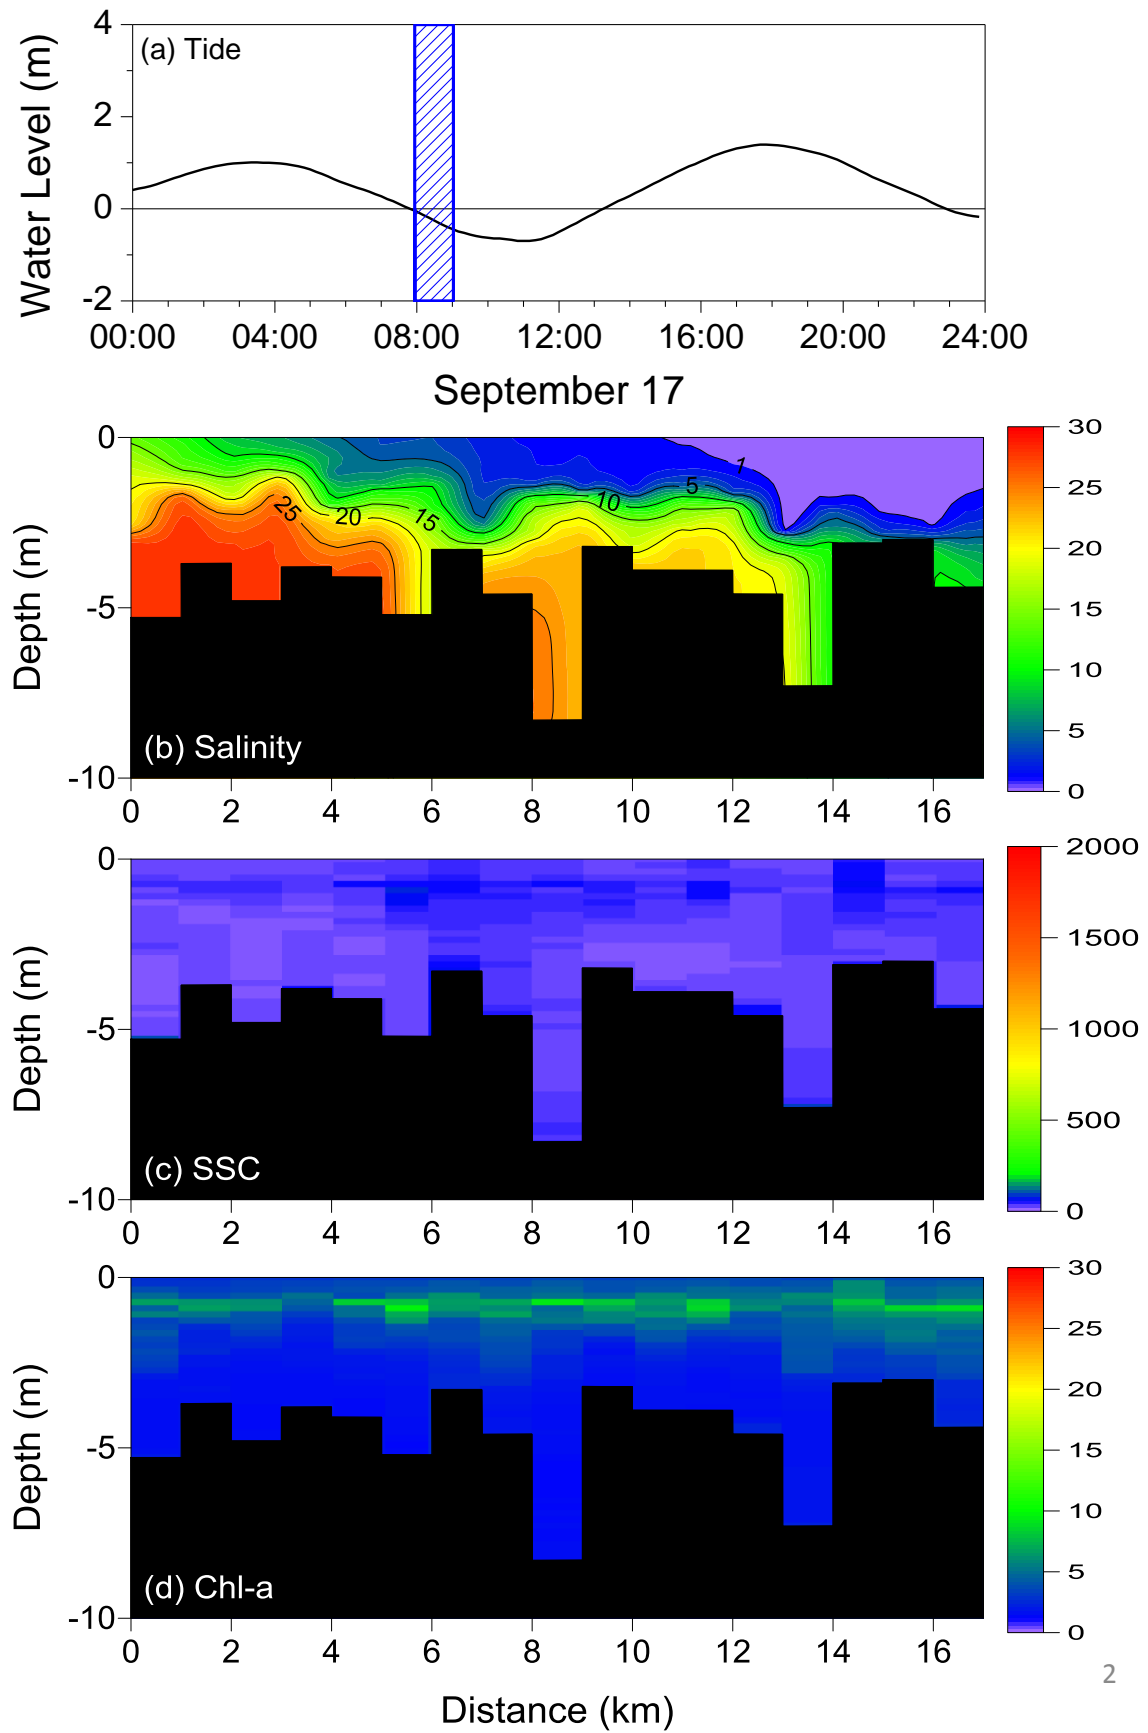 (a) Tide
Water Level (m)
4
2
0
-2
00:00 04:00 08:00 12:00 16:00 20:00 24:00
September 17
Depth (m)
0
-5
-10
25 20 15 10 5 1
(b) Salinity
0 2 4 6 8 10 12 14 16
30
25
20
15
10
5
0
Depth (m)
0
-5
-10
(c) SSC
0 2 4 6 8 10 12 14 16
2000
1500
1000
500
0
Depth (m)
0
-5
-10
(d) Chl-a
0 2 4 6 8 10 12 14 16
30
25
20
15
10
5
0
Distance (km)
2